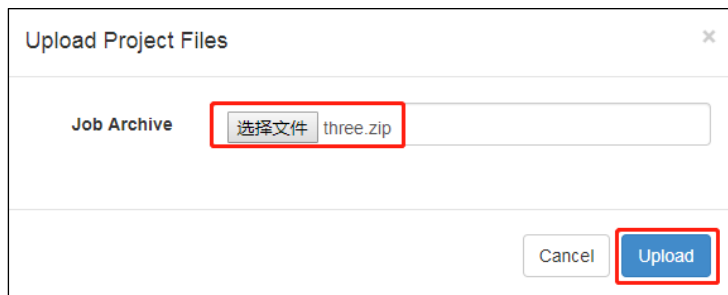 Upload Project Files ×
Job Archive 选择文件 three.zip
Cancel Upload